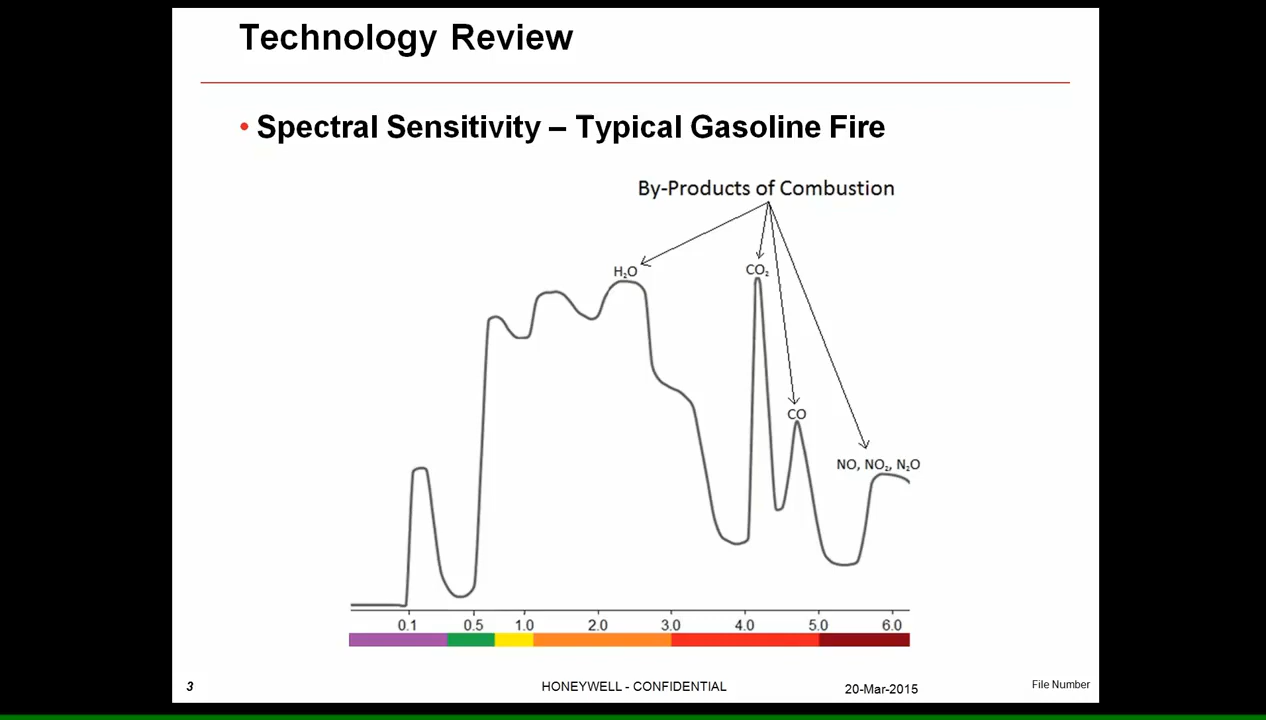 Technology Review
• Spectral Sensitivity – Typical Gasoline Fire
By-Products of Combustion
H₂O
CO₂
CO
NO, NO₂, N₂O
0.1 0.5 1.0 2.0 3.0 4.0 5.0 6.0
3 HONEYWELL - CONFIDENTIAL 20-Mar-2015 File Number